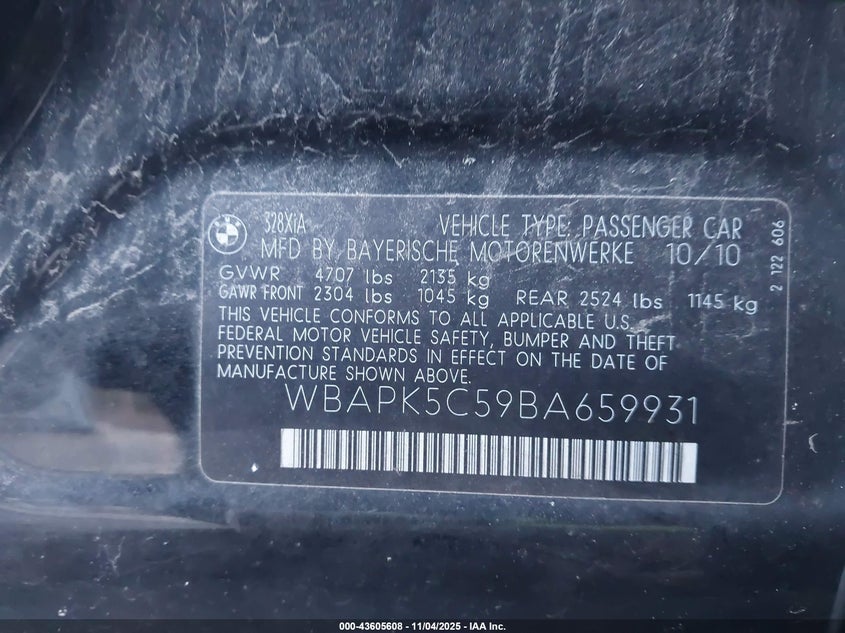 BMW
328XiA VEHICLE TYPE: PASSENGER CAR
MFD BY BAYERISCHE MOTORENWERKE 10/10
GVWR 4707 lbs 2135 kg
GAWR FRONT 2304 lbs 1045 kg REAR 2524 lbs 1145 kg
THIS VEHICLE CONFORMS TO ALL APPLICABLE U.S.
FEDERAL MOTOR VEHICLE SAFETY, BUMPER AND THEFT
PREVENTION STANDARDS IN EFFECT ON THE DATE OF
MANUFACTURE SHOWN ABOVE.
WBAPK5C59BA659931
2 122 606
000-43605608 - 11/04/2025 - IAA Inc.